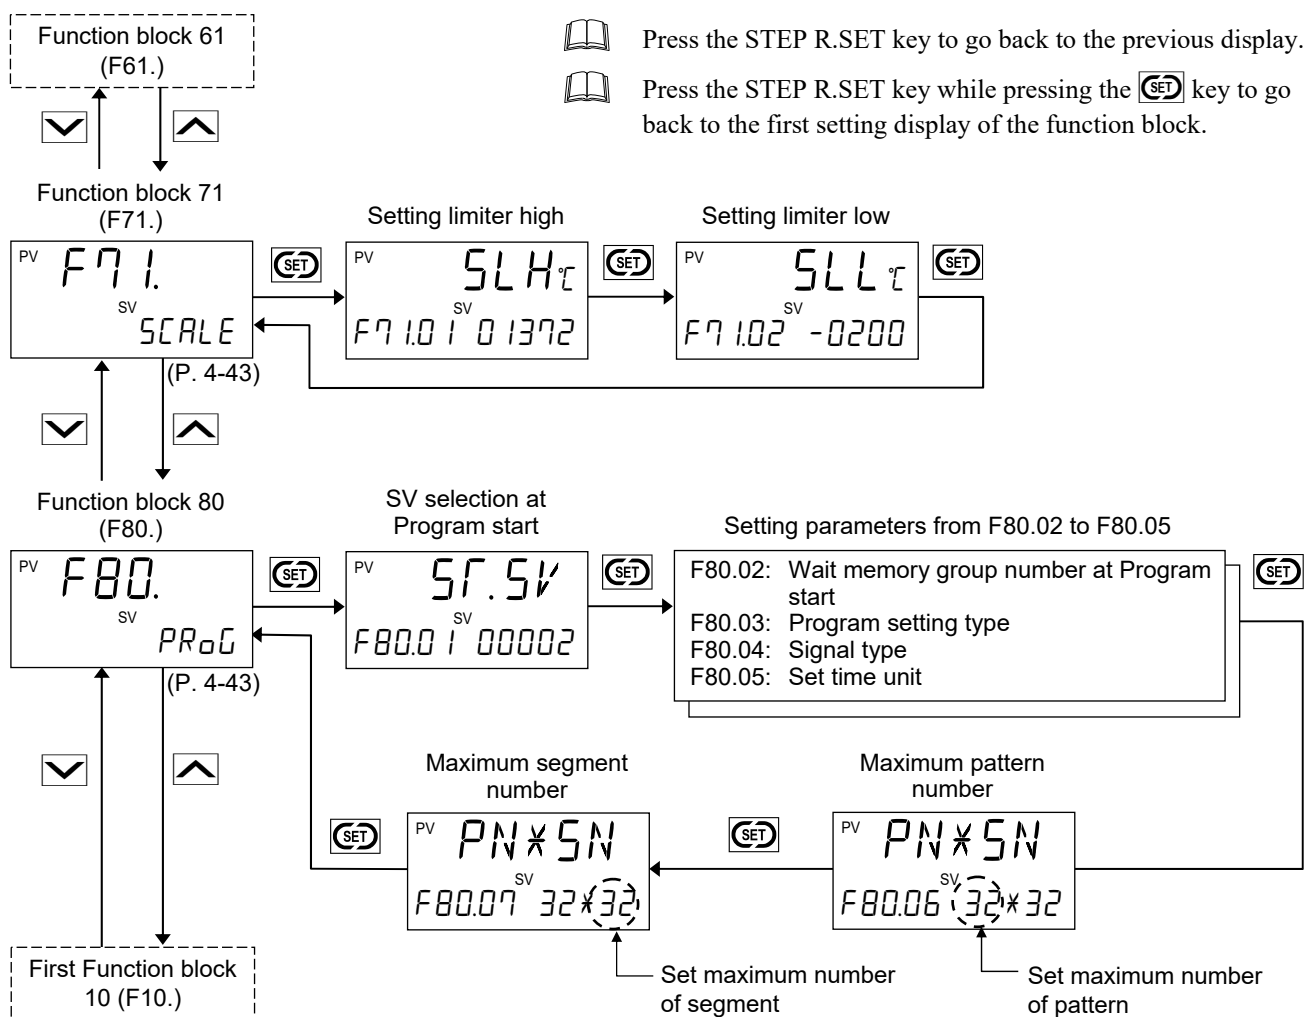 Function block 61
(F61.)
Press the STEP R.SET key to go back to the previous display.
Press the STEP R.SET key while pressing the SET key to go
back to the first setting display of the function block.
Function block 71
(F71.)
PV F71.
SV
SCALE
(P. 4-43)
SET
Setting limiter high
PV SLH℃
SV
F71.01 01372
SET
Setting limiter low
PV SLL℃
SV
F71.02 -0200
SET
Function block 80
(F80.)
PV F80.
SV
PRoG
(P. 4-43)
SET
SV selection at
Program start
PV ST.SV
SV
F80.01 00002
SET
Setting parameters from F80.02 to F80.05
F80.02: Wait memory group number at Program
start
F80.03: Program setting type
F80.04: Signal type
F80.05: Set time unit
SET
Maximum segment
number
SET
PV PN*SN
SV
F80.07 32*32
Set maximum number
of segment
Maximum pattern
number
SET
PV PN*SN
SV
F80.06 32*32
Set maximum number
of pattern
First Function block
10 (F10.)